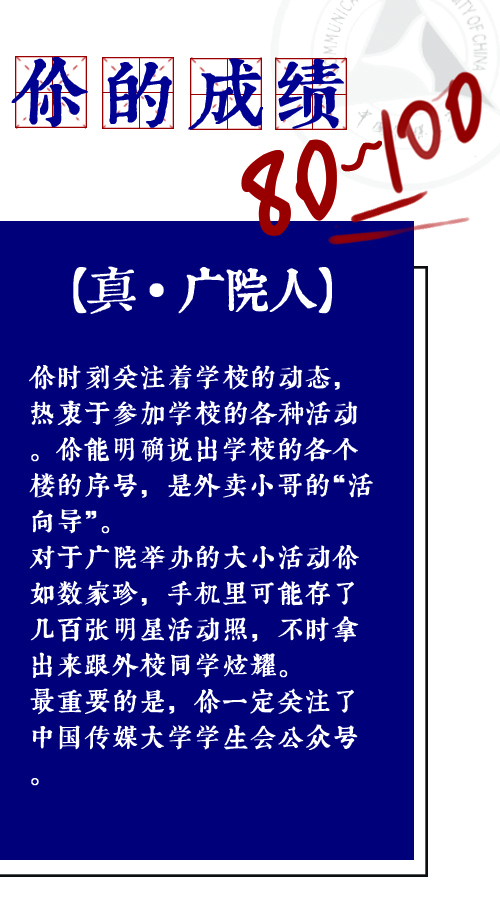 你的成绩
80~100
【真·广院人】
你时刻关注着学校的动态，
热衷于参加学校的各种活动
。你能明确说出学校的各个
楼的序号，是外卖小哥的“活
向导”。
对于广院举办的大小活动你
如数家珍，手机里可能存了
几百张明星活动照，不时拿
出来跟外校同学炫耀。
最重要的是，你一定关注了
中国传媒大学学生会公众号
。